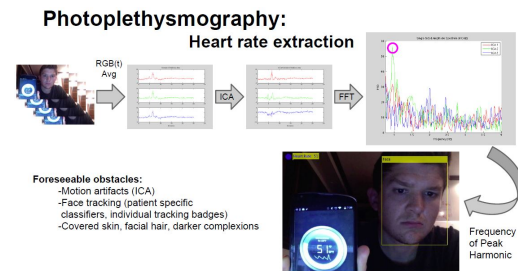 Photoplethysmography:
Heart rate extraction
RGB(t)
Avg
ICA
FFT
Foreseeable obstacles:
-Motion artifacts (ICA)
-Face tracking (patient specific
classifiers, individual tracking badges)
-Covered skin, facial hair, darker complexions
Face
51
Frequency
of Peak
Harmonic